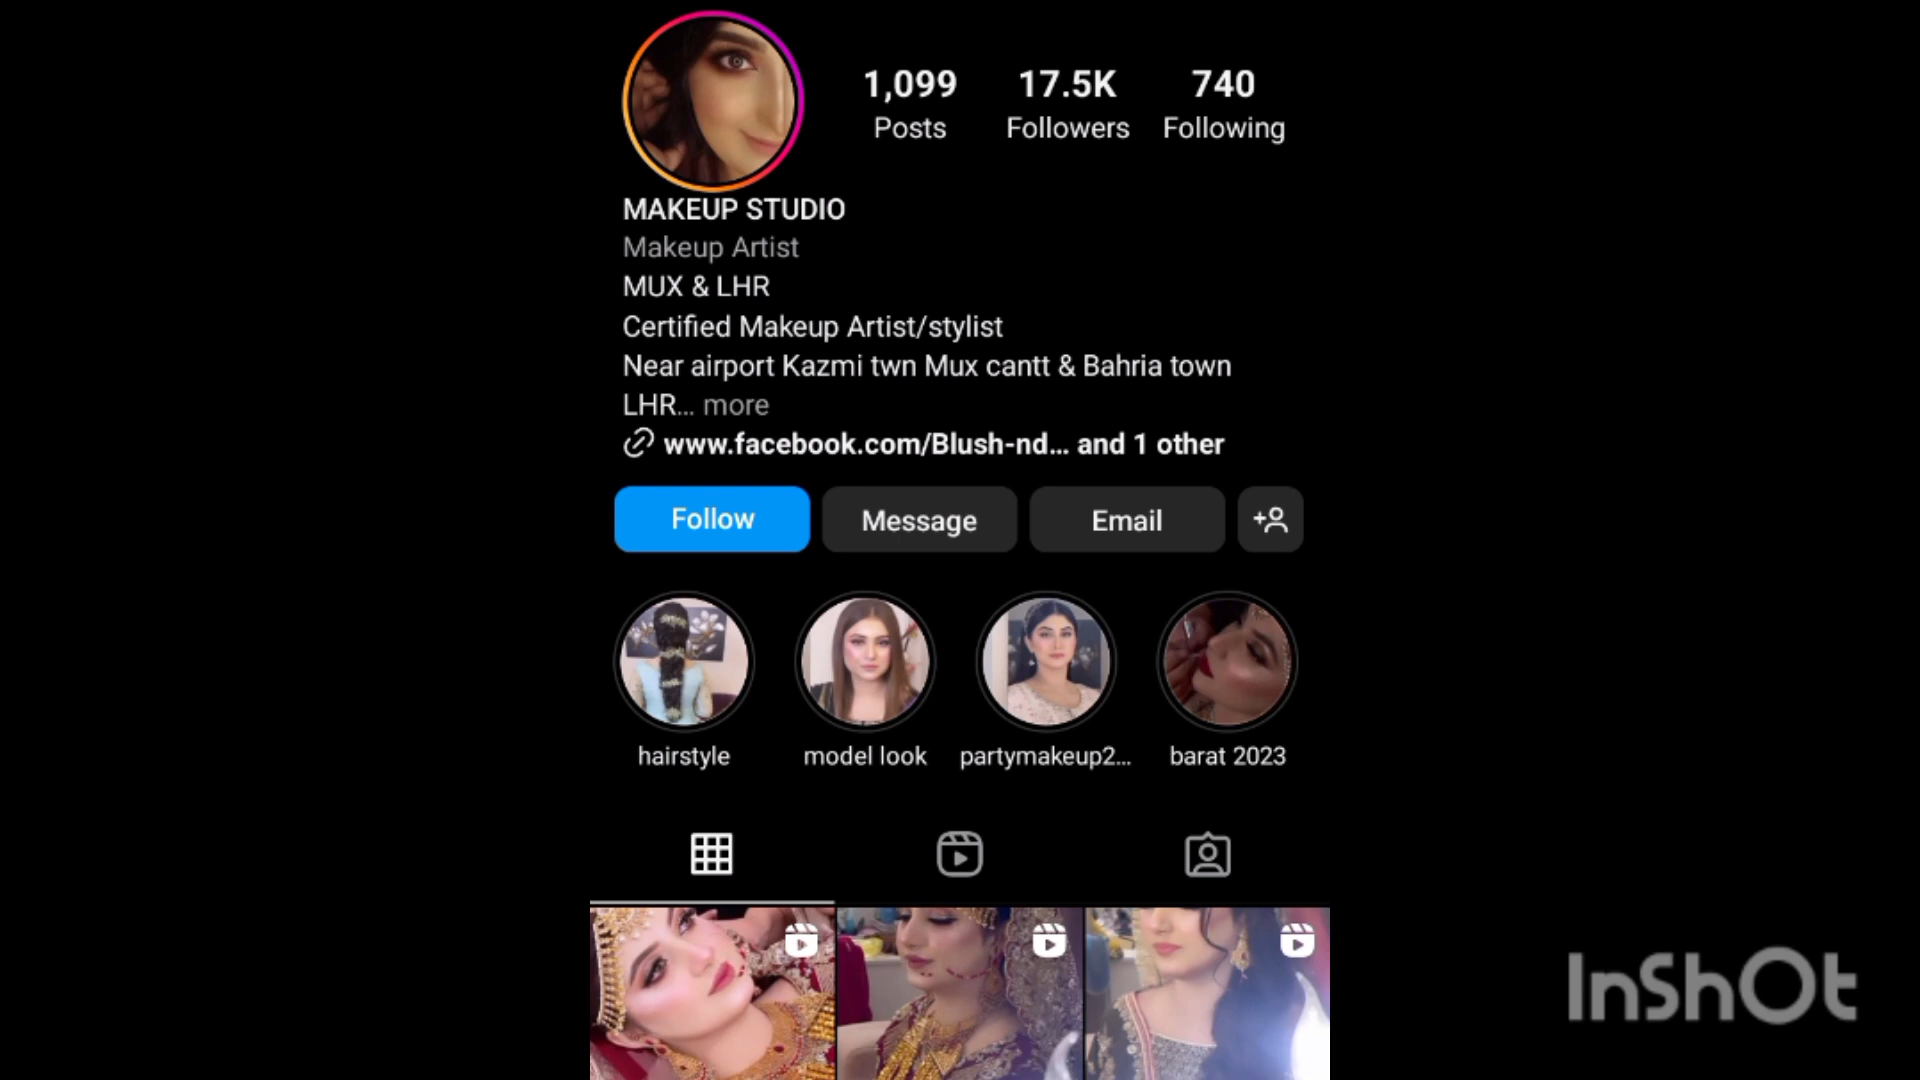 1,099 17.5K 740
Posts Followers Following
MAKEUP STUDIO
Makeup Artist
MUX & LHR
Certified Makeup Artist/stylist
Near airport Kazmi twn Mux cantt & Bahria town
LHR... more
www.facebook.com/Blush-nd... and 1 other
Follow Message Email
hairstyle model look partymakeup2... barat 2023
InShOt